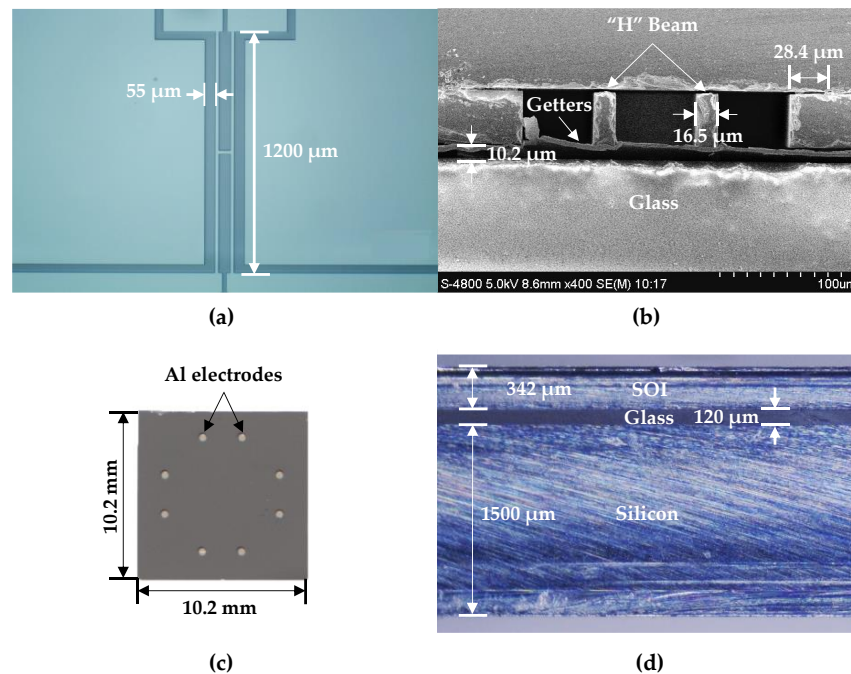 55 μm
1200 μm
(a)
“H” Beam
28.4 μm
Getters
16.5 μm
10.2 μm
Glass
S-4800 5.0kV 8.6mm x400 SE(M) 10:17
100um
(b)
Al electrodes
10.2 mm
10.2 mm
(c)
342 μm
SOI
Glass
120 μm
1500 μm
Silicon
(d)